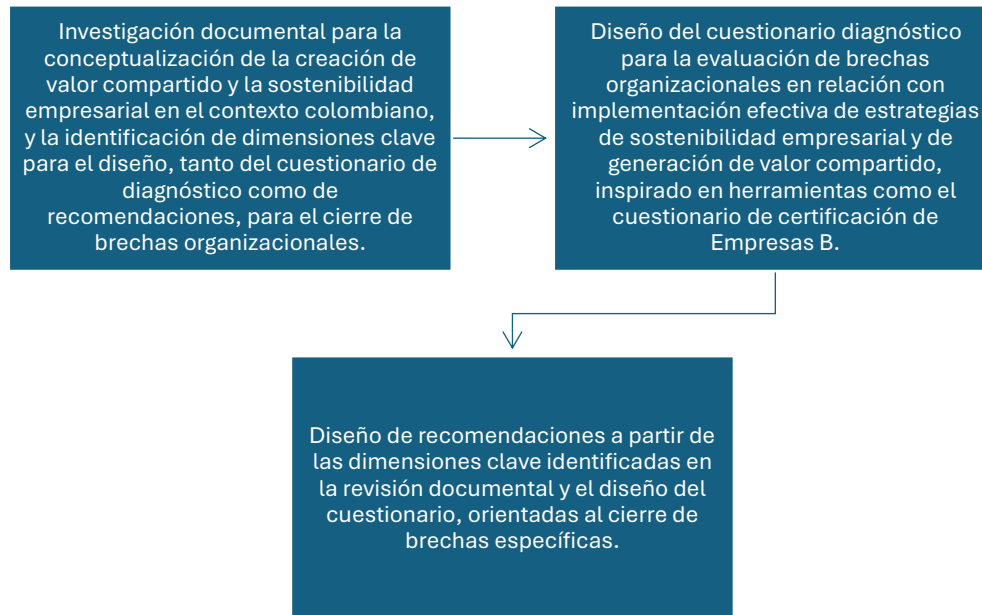 Investigación documental para la
conceptualización de la creación de
valor compartido y la sostenibilidad
empresarial en el contexto colombiano,
y la identificación de dimensiones clave
para el diseño, tanto del cuestionario de
diagnóstico como de
recomendaciones, para el cierre de
brechas organizacionales.
Diseño del cuestionario diagnóstico
para la evaluación de brechas
organizacionales en relación con
implementación efectiva de estrategias
de sostenibilidad empresarial y de
generación de valor compartido,
inspirado en herramientas como el
cuestionario de certificación de
Empresas B.
Diseño de recomendaciones a partir de
las dimensiones clave identificadas en
la revisión documental y el diseño del
cuestionario, orientadas al cierre de
brechas específicas.